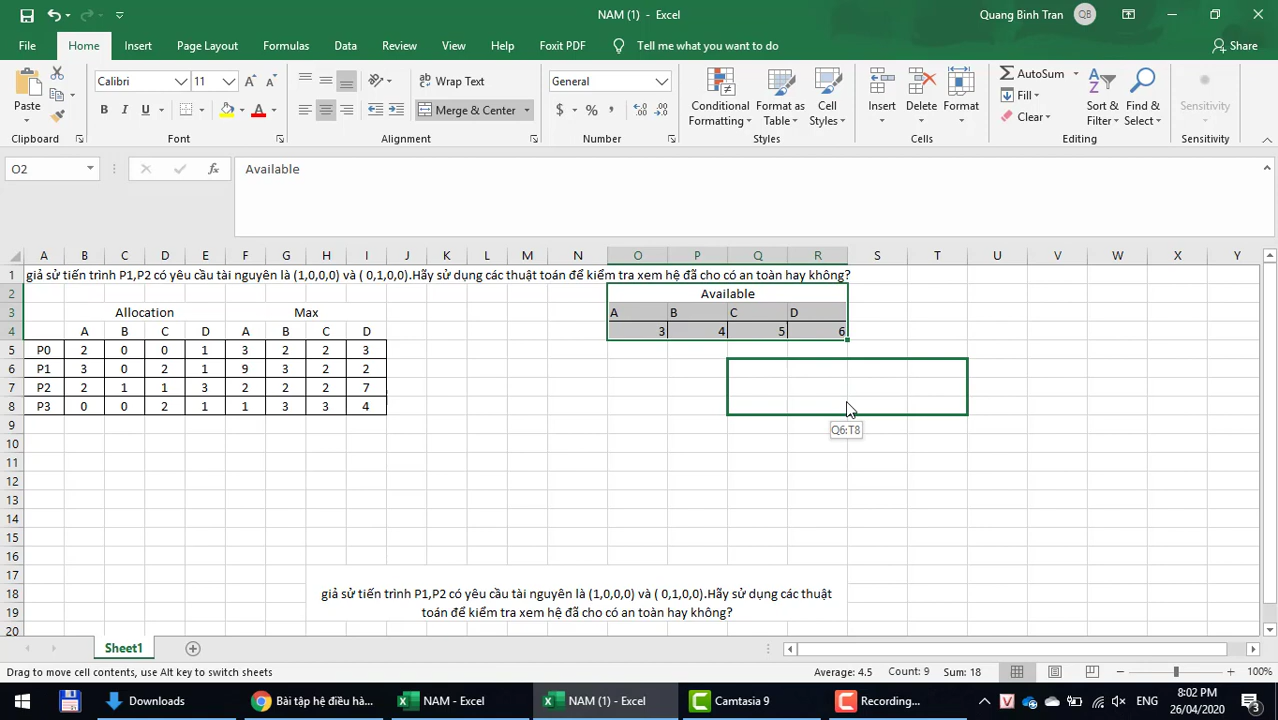 NAM (1) - Excel
Quang Binh Tran QB
File Home Insert Page Layout Formulas Data Review View Help Foxit PDF Tell me what you want to do Share
Paste
Calibri 11
B I U
Wrap Text
Merge & Center
General
$ %
Conditional Formatting
Format as Table
Cell Styles
Insert Delete Format
AutoSum
Fill
Clear
Sort & Filter
Find & Select
Sensitivity
Clipboard Font Alignment Number Styles Cells Editing Sensitivity
O2 fx Available
A B C D E F G H I J K L M N O P Q R S T U V W X Y
1 giả sử tiến trình P1,P2 có yêu cầu tài nguyên là (1,0,0,0) và ( 0,1,0,0).Hãy sử dụng các thuật toán để kiểm tra xem hệ đã cho có an toàn hay không?
2 Available
3 Allocation Max A B C D
4 A B C D A B C D 3 4 5 6
5 P0 2 0 0 1 3 2 2 3
6 P1 3 0 2 1 9 3 2 2
7 P2 2 1 1 3 2 2 2 7
8 P3 0 0 2 1 1 3 3 4
Q6:T8
9
10
11
12
13
14
15
16
17
18 giả sử tiến trình P1,P2 có yêu cầu tài nguyên là (1,0,0,0) và ( 0,1,0,0).Hãy sử dụng các thuật
19 toán để kiểm tra xem hệ đã cho có an toàn hay không?
20
Sheet1
Drag to move cell contents, use Alt key to switch sheets Average: 4.5 Count: 9 Sum: 18 100%
Downloads Bài tập hệ điều hà... NAM - Excel NAM (1) - Excel Camtasia 9 Recording... ENG 8:02 PM 26/04/2020 3